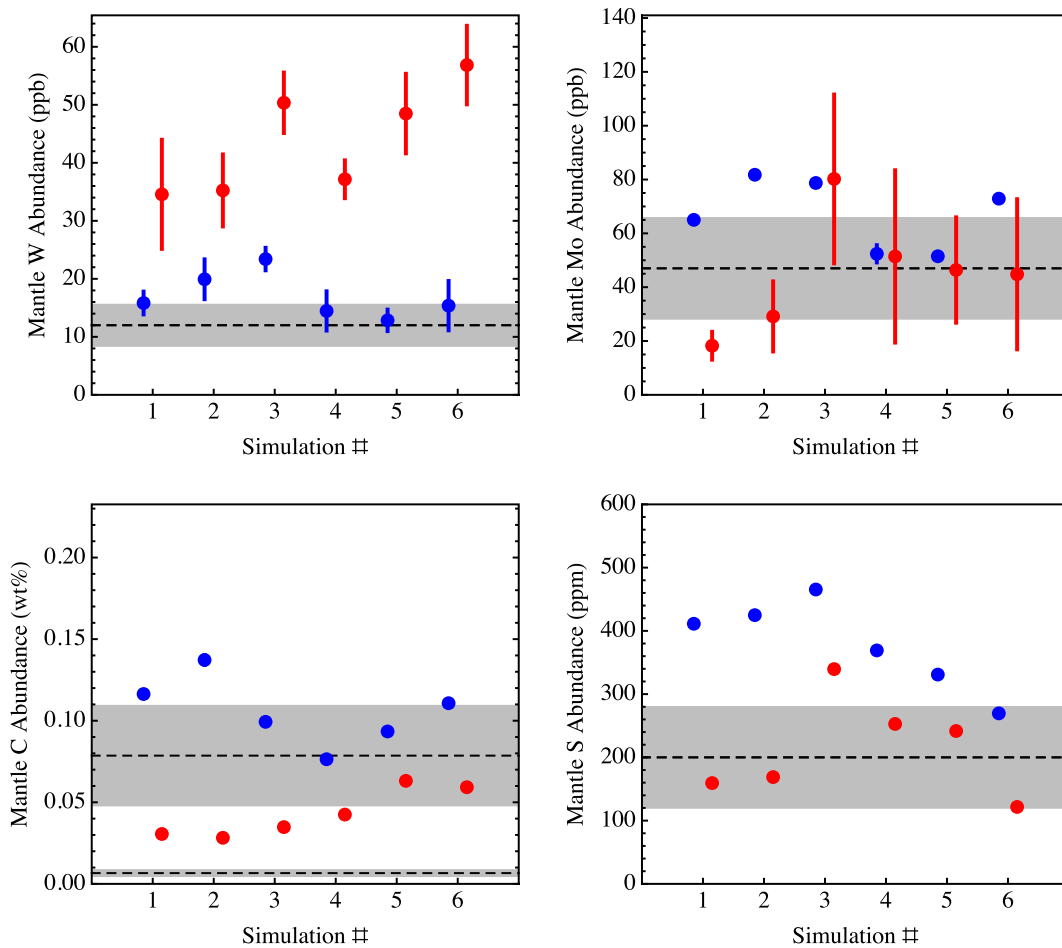 Mantle W Abundance (ppb)
60
50
40
30
20
10
0
1 2 3 4 5 6
Simulation #
Mantle Mo Abundance (ppb)
140
120
100
80
60
40
20
0
1 2 3 4 5 6
Simulation #
Mantle C Abundance (wt%)
0.20
0.15
0.10
0.05
0.00
1 2 3 4 5 6
Simulation #
Mantle S Abundance (ppm)
600
500
400
300
200
100
0
1 2 3 4 5 6
Simulation #